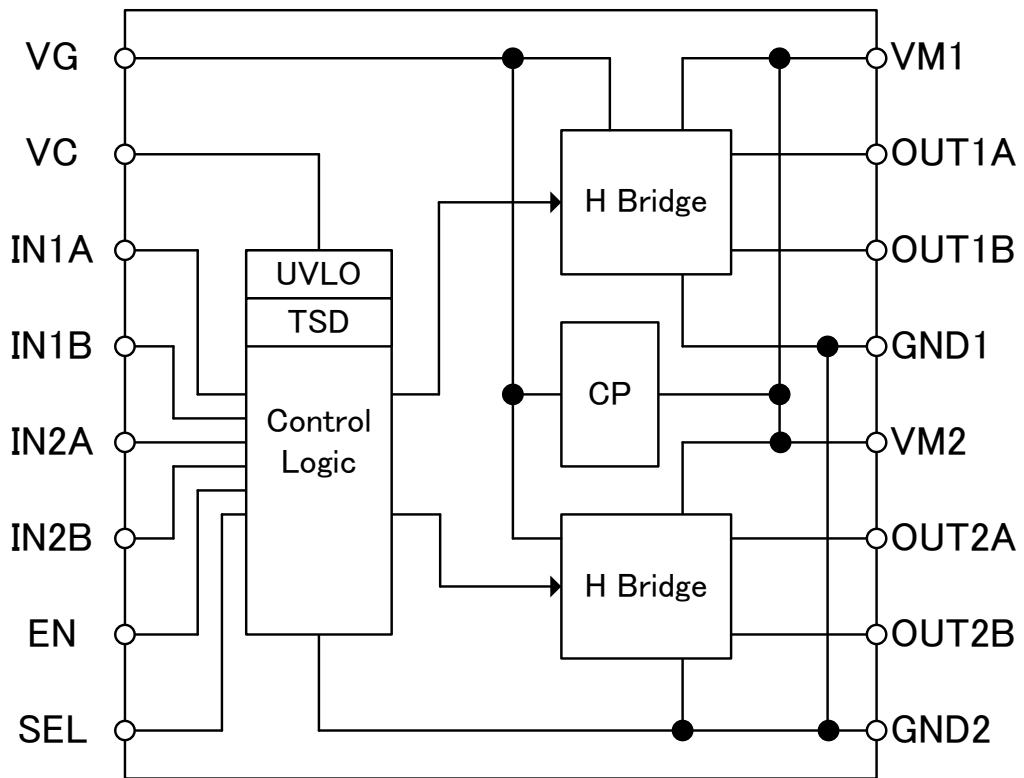 VG
VC
IN1A
IN1B
IN2A
IN2B
EN
SEL
UVLO
TSD
Control
Logic
H Bridge
CP
H Bridge
VM1
OUT1A
OUT1B
GND1
VM2
OUT2A
OUT2B
GND2